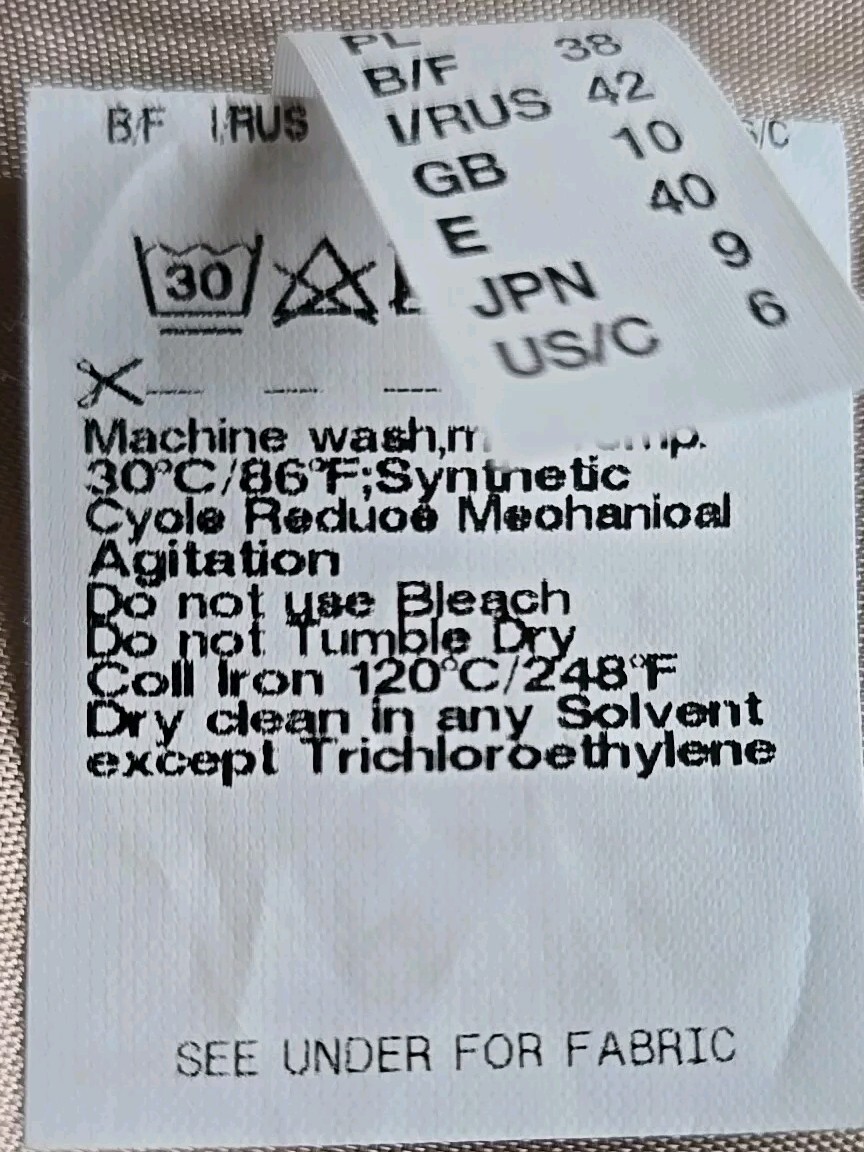 PL
B/F 38
I/RUS 42
GB 10
E 40
JPN 9
US/C 6
B/F I/RUS
30
Machine wash,
30°C/86°F;Synthetic
Cycle Reduce Mechanical
Agitation
Do not use Bleach
Do not Tumble Dry
Coll Iron 120°C/248°F
Dry clean in any Solvent
except Trichloroethylene
SEE UNDER FOR FABRIC